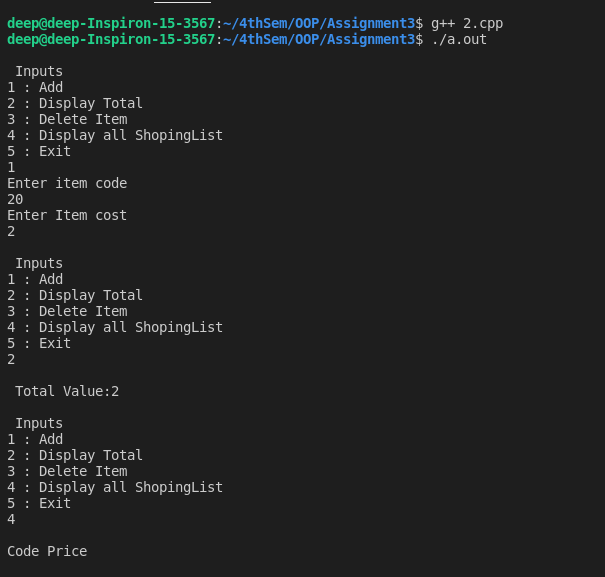 deep@deep-Inspiron-15-3567:~/4thSem/OOP/Assignment3$ g++ 2.cpp
deep@deep-Inspiron-15-3567:~/4thSem/OOP/Assignment3$ ./a.out
Inputs
1 : Add
2 : Display Total
3 : Delete Item
4 : Display all ShopingList
5 : Exit
1
Enter item code
20
Enter Item cost
2
Inputs
1 : Add
2 : Display Total
3 : Delete Item
4 : Display all ShopingList
5 : Exit
2
Total Value:2
Inputs
1 : Add
2 : Display Total
3 : Delete Item
4 : Display all ShopingList
5 : Exit
4
Code Price